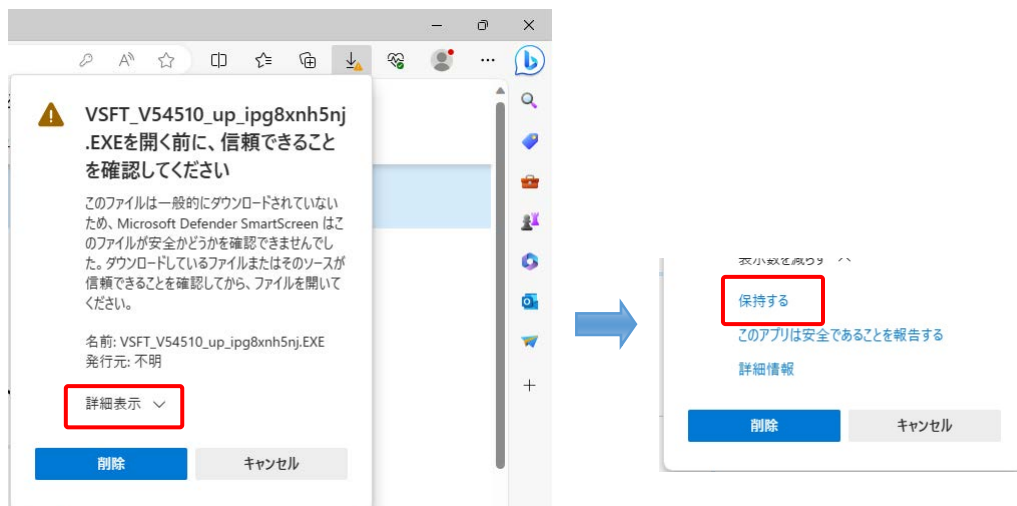 VSFT_V54510_up_ipg8xnh5nj
.EXEを開く前に、信頼できること
を確認してください
このファイルは一般的にダウンロードされていない
ため、Microsoft Defender SmartScreen はこ
のファイルが安全かどうかを確認できませんでし
た。ダウンロードしているファイルまたはそのソースが
信頼できることを確認してから、ファイルを開いて
ください。
名前: VSFT_V54510_up_ipg8xnh5nj.EXE
発行元: 不明
詳細表示
削除 キャンセル
表示数を減らす
保持する
このアプリは安全であることを報告する
詳細情報
削除 キャンセル